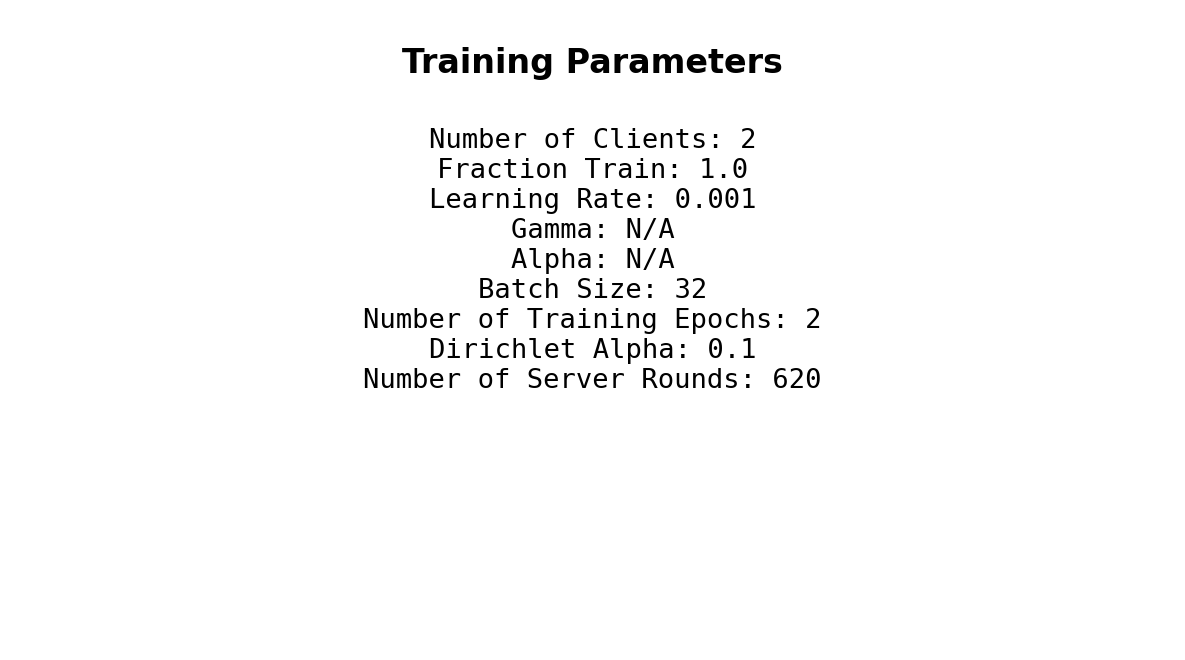 Training Parameters
Number of Clients: 2
Fraction Train: 1.0
Learning Rate: 0.001
Gamma: N/A
Alpha: N/A
Batch Size: 32
Number of Training Epochs: 2
Dirichlet Alpha: 0.1
Number of Server Rounds: 620